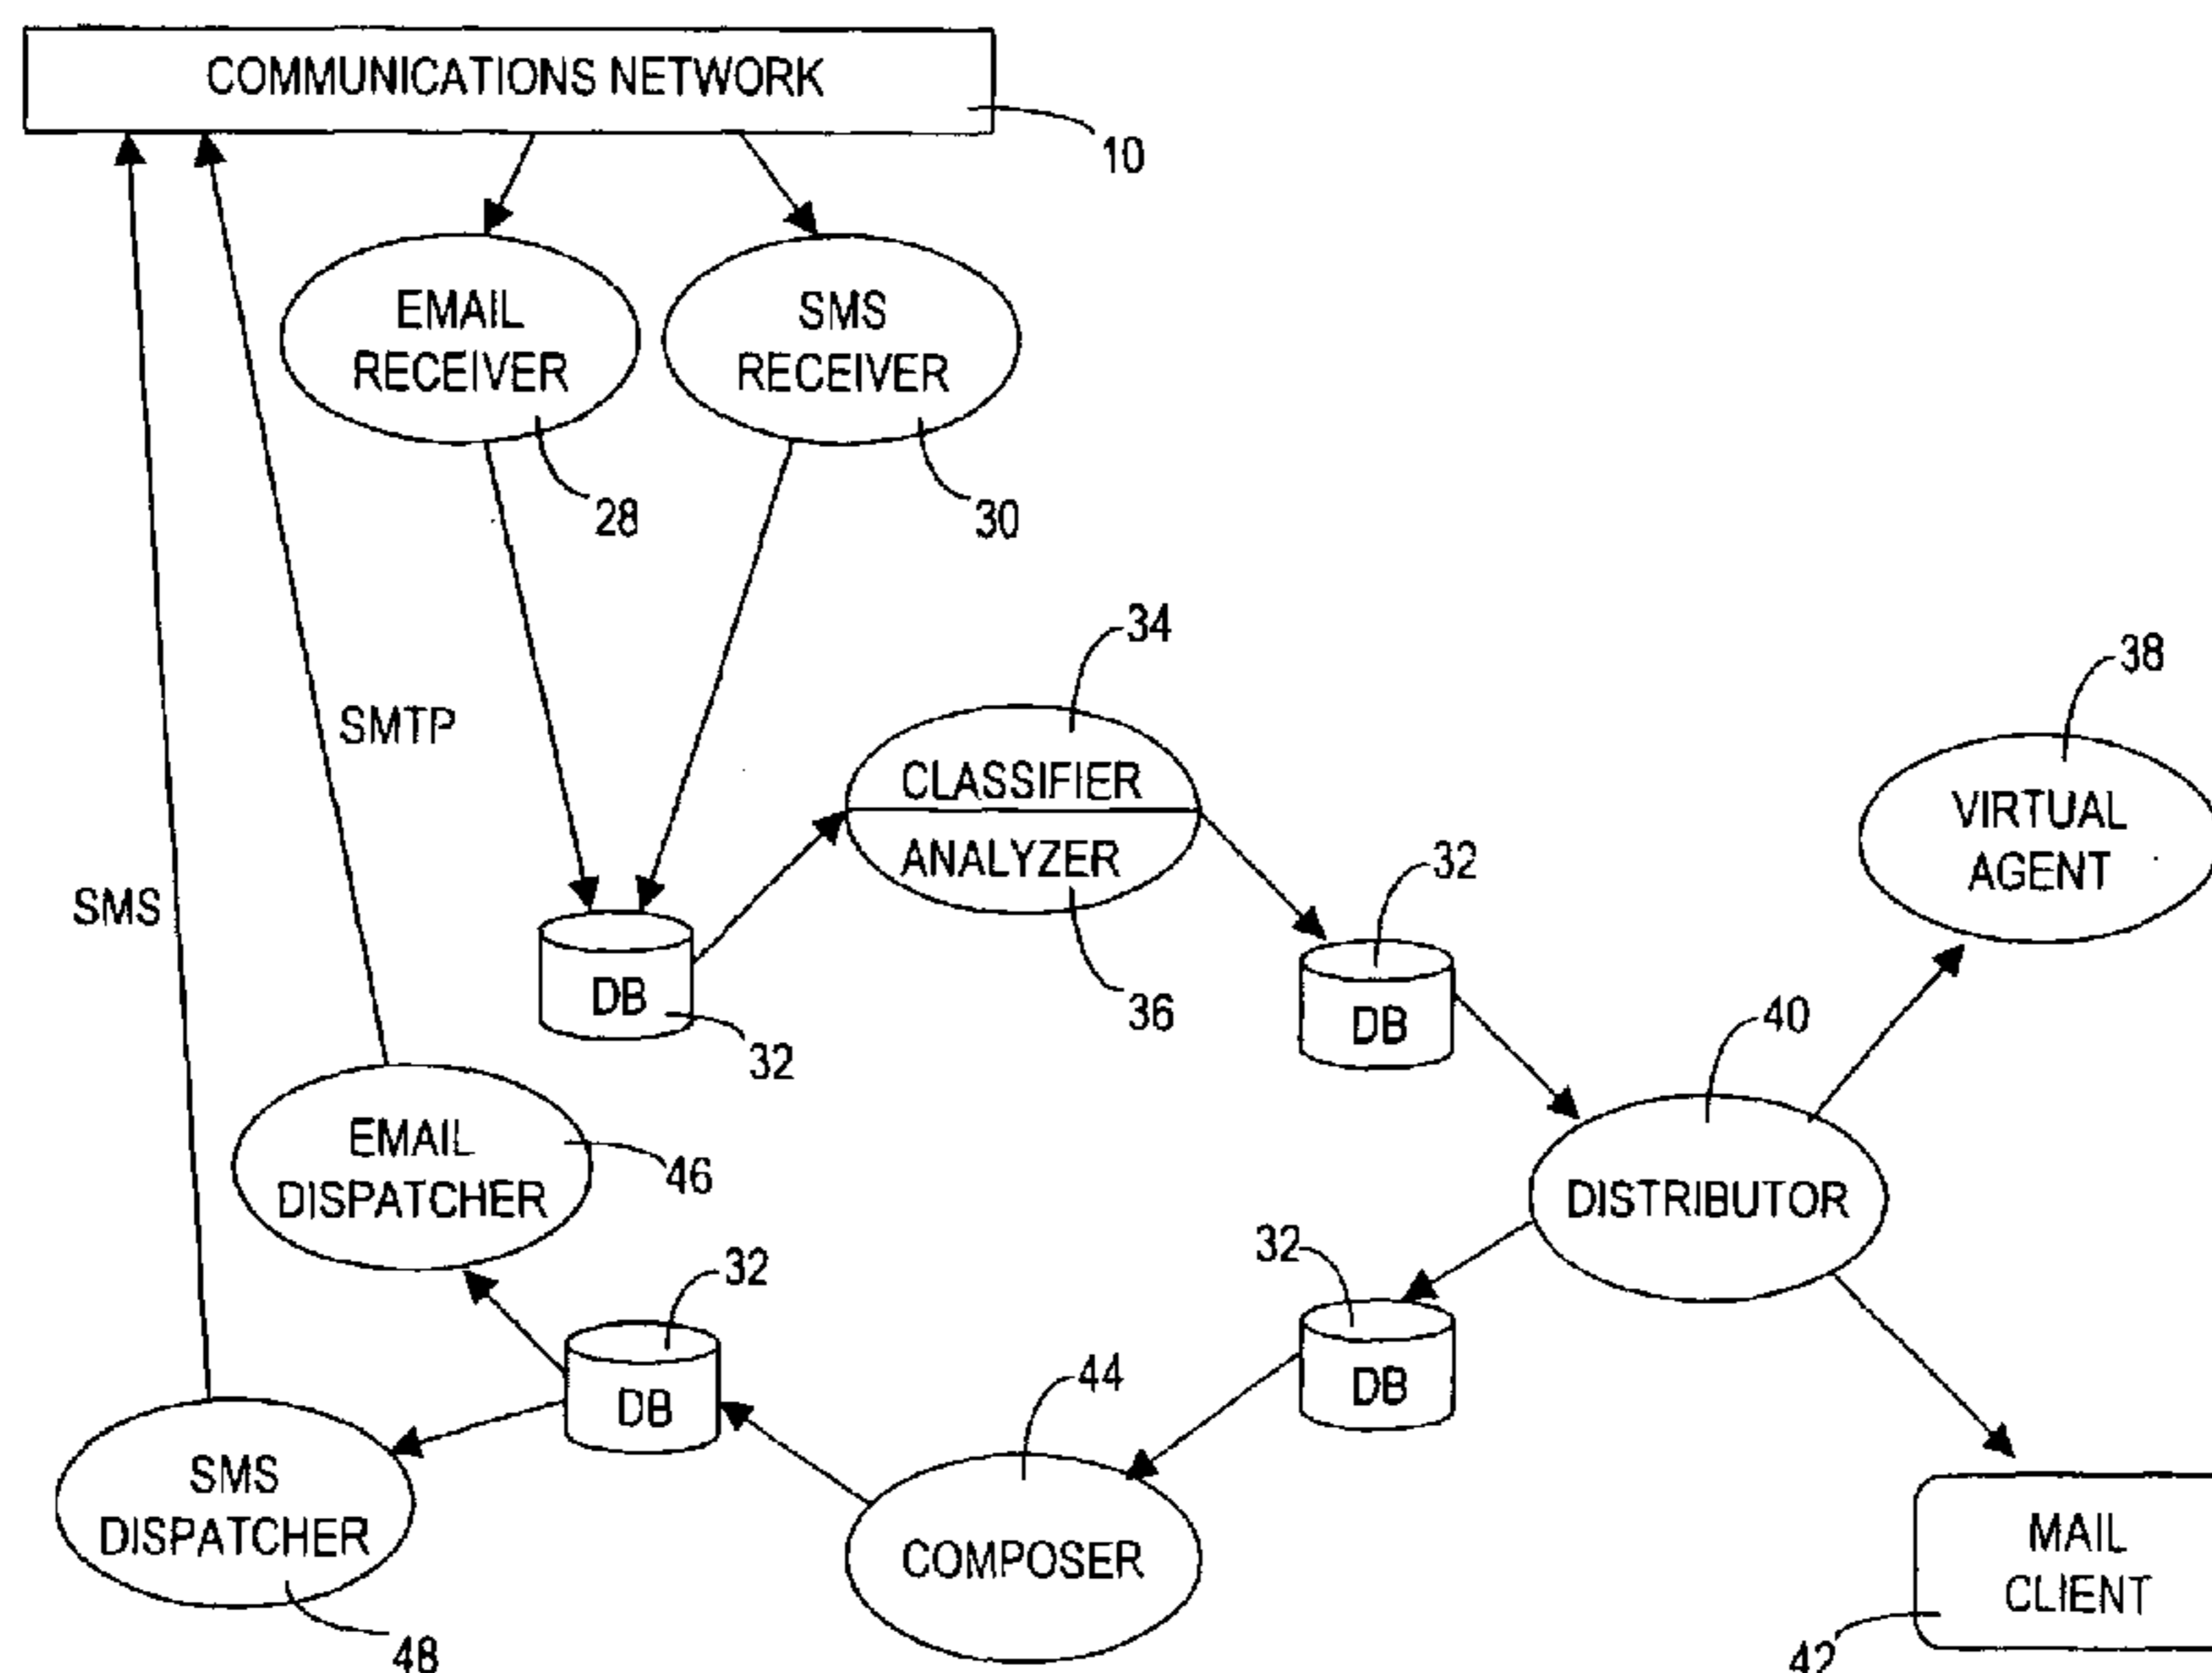 COMMUNICATIONS NETWORK
10
EMAIL
RECEIVER
28
SMS
RECEIVER
30
SMS
SMTP
DB
32
34
CLASSIFIER
ANALYZER
36
32
DB
38
VIRTUAL
AGENT
40
DISTRIBUTOR
EMAIL
DISPATCHER
46
32
DB
32
DB
44
COMPOSER
SMS
DISPATCHER
48
MAIL
CLIENT
42